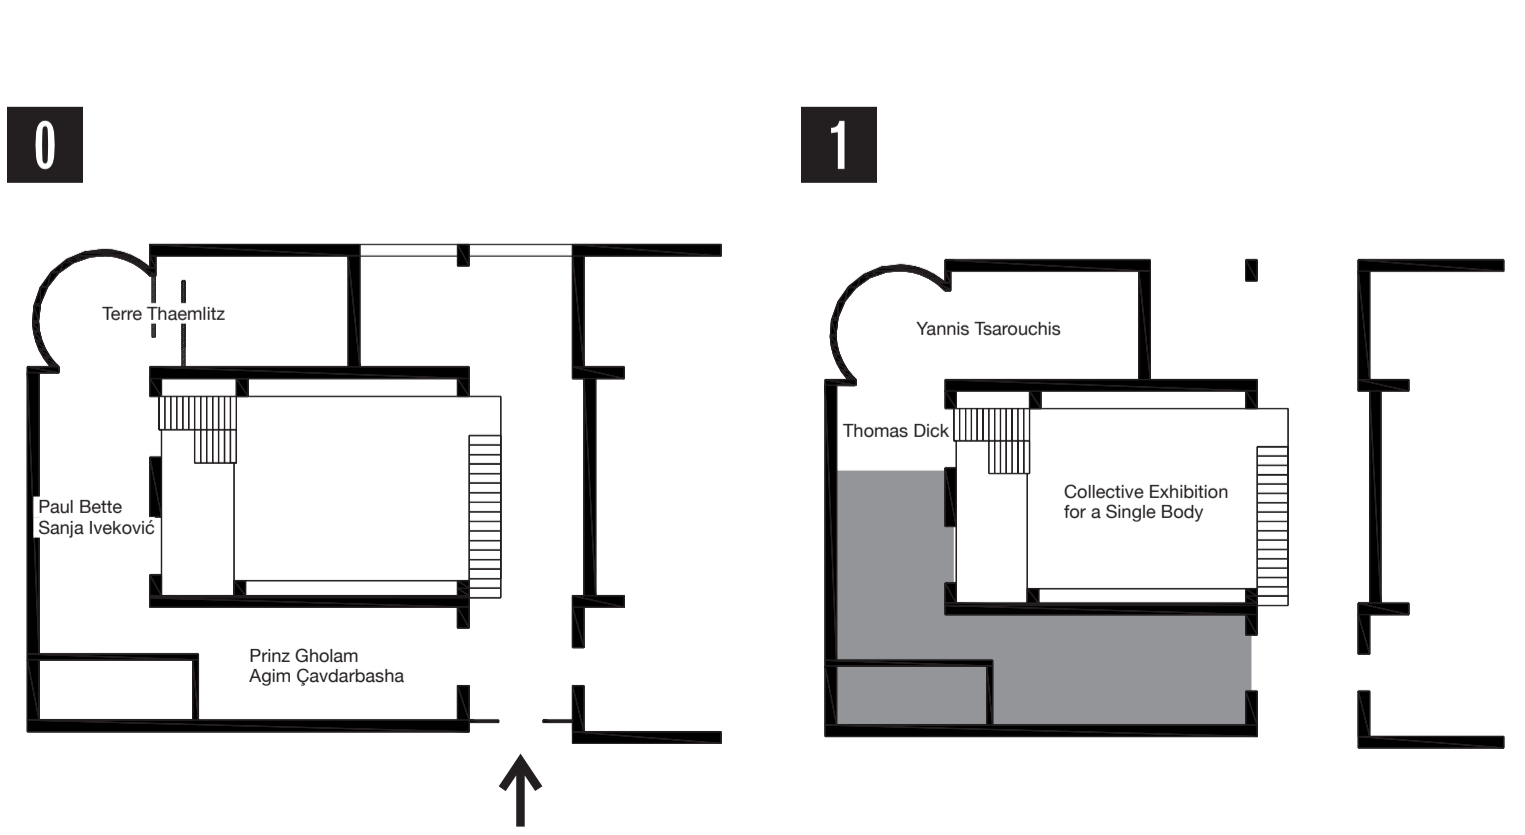 0
Terre Thaemlitz
Paul Bette
Sanja Iveković
Prinz Gholam
Agim Çavdarbasha
1
Yannis Tsarouchis
Thomas Dick
Collective Exhibition
for a Single Body